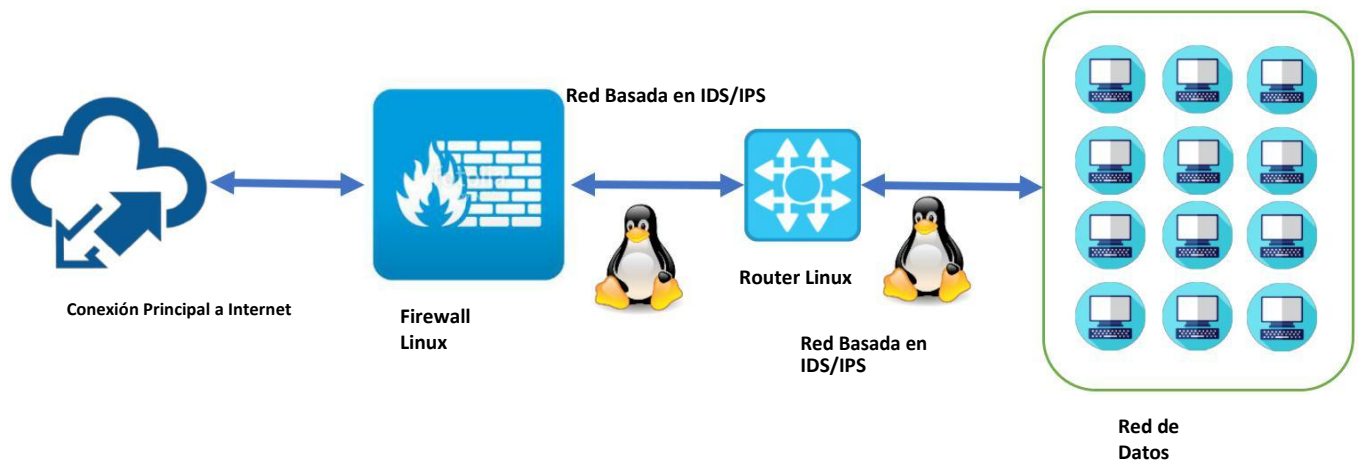 Red Basada en IDS/IPS
Conexión Principal a Internet
Firewall
Linux
Router Linux
Red Basada en
IDS/IPS
Red de
Datos